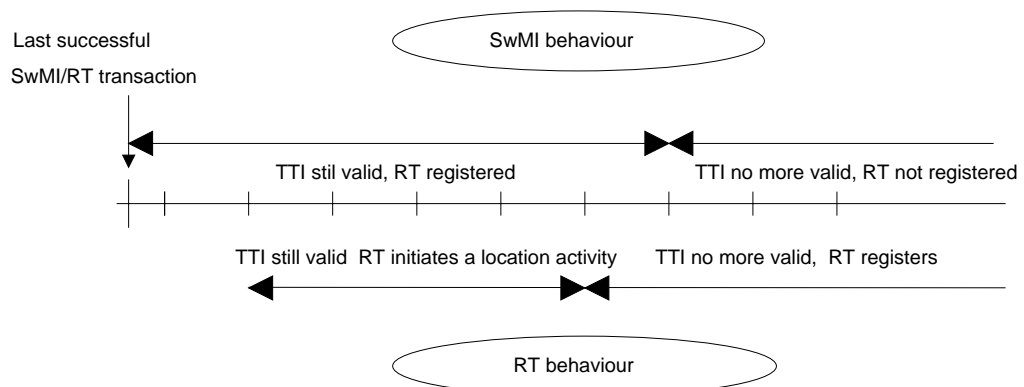 Last successful
SwMI/RT transaction
SwMI behaviour
TTI stil valid, RT registered
TTI no more valid, RT not registered
TTI still valid RT initiates a location activity
TTI no more valid, RT registers
RT behaviour